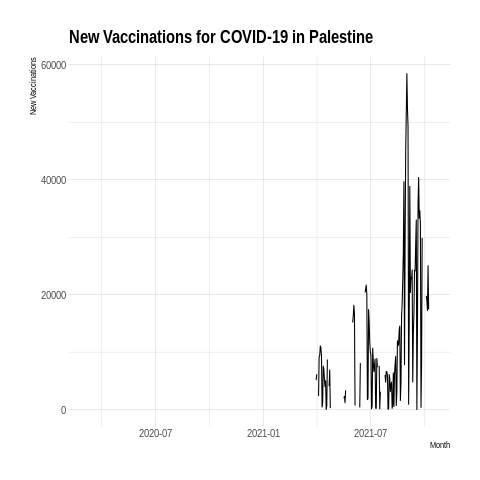 New Vaccinations for COVID-19 in Palestine
New Vaccinations
60000
40000
20000
0
2020-07
2021-01
2021-07
Month